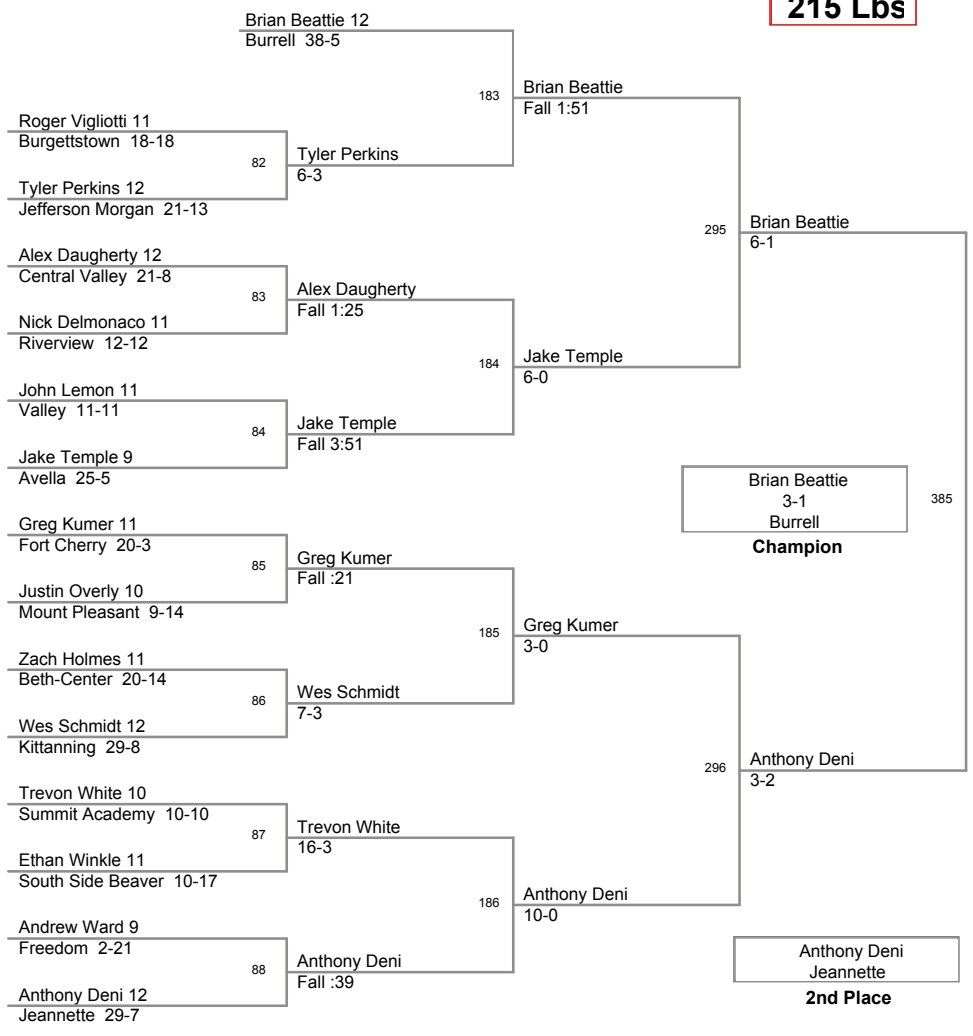 215 Lbs
Brian Beattie 12
Burrell 38-5
183
Brian Beattie
Fall 1:51
Roger Vigliotti 11
Burgettstown 18-18
82
Tyler Perkins
6-3
Tyler Perkins 12
Jefferson Morgan 21-13
295
Brian Beattie
6-1
Alex Daugherty 12
Central Valley 21-8
83
Alex Daugherty
Fall 1:25
Nick Delmonaco 11
Riverview 12-12
184
Jake Temple
6-0
John Lemon 11
Valley 11-11
84
Jake Temple
Fall 3:51
Jake Temple 9
Avella 25-5
Brian Beattie
3-1
Burrell
Champion
385
Greg Kumer 11
Fort Cherry 20-3
85
Greg Kumer
Fall :21
Justin Overly 10
Mount Pleasant 9-14
185
Greg Kumer
3-0
Zach Holmes 11
Beth-Center 20-14
86
Wes Schmidt
7-3
Wes Schmidt 12
Kittanning 29-8
296
Anthony Deni
3-2
Trevon White 10
Summit Academy 10-10
87
Trevon White
16-3
Ethan Winkle 11
South Side Beaver 10-17
186
Anthony Deni
10-0
Andrew Ward 9
Freedom 2-21
88
Anthony Deni
Fall :39
Anthony Deni 12
Jeannette 29-7
Anthony Deni
Jeannette
2nd Place